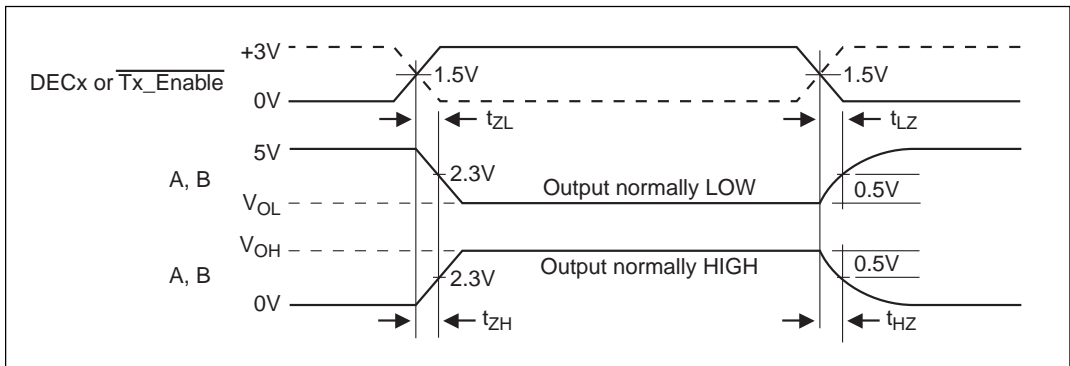 +3V
DECx or Tx_Enable
1.5V
1.5V
0V
tZL
tLZ
5V
A, B
2.3V
Output normally LOW
0.5V
VOL
VOH
A, B
2.3V
Output normally HIGH
0.5V
0V
tZH
tHZ